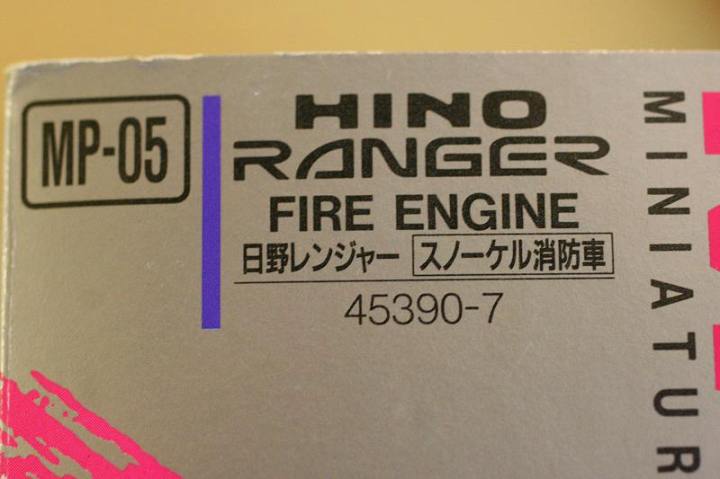 MP-05
HINO
RANGER
FIRE ENGINE
日野レンジャー スノーケル消防車
45390-7
MINIATUR